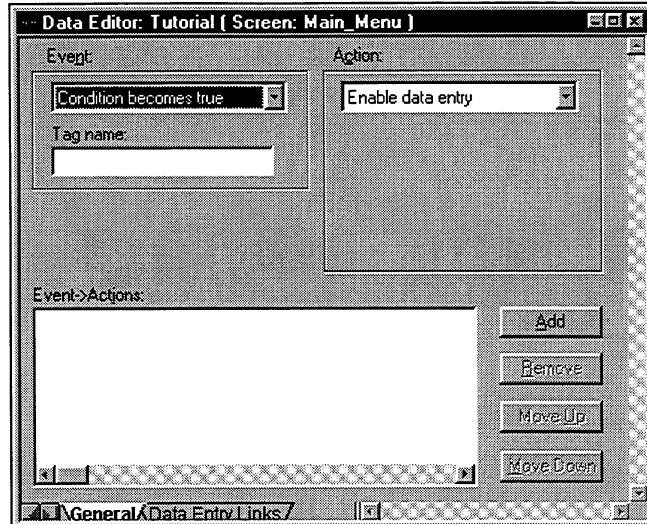 Data Editor: Tutorial ( Screen: Main_Menu )
Event:
Action:
Condition becomes true
Enable data entry
Tag name:
Event->Actions:
Add
Remove
Move Up
Move Down
General
Data Entry Links